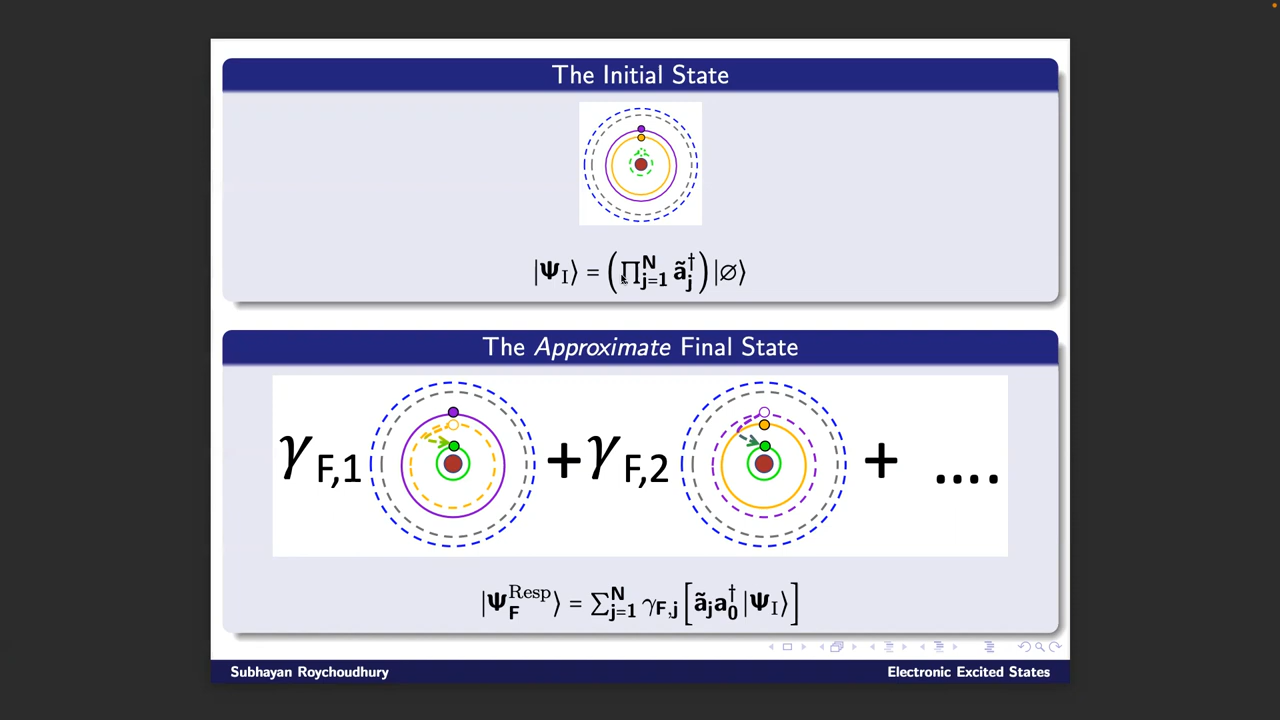 The Initial State
|Ψ_I⟩ = (∏_{j=1}^{N} ã_j^†) |∅⟩
The Approximate Final State
γ_{F,1} + γ_{F,2} + ....
|Ψ_F^{Resp}⟩ = ∑_{j=1}^{N} γ_{F,j} [ã_j a_0^† |Ψ_I⟩]
Subhayan Roychoudhury
Electronic Excited States